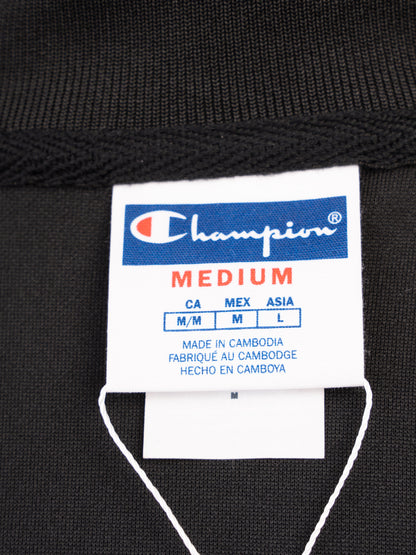 Champion®
MEDIUM
CA MEX ASIA
M/M M L
MADE IN CAMBODIA
FABRIQUÉ AU CAMBODGE
HECHO EN CAMBOYA
M